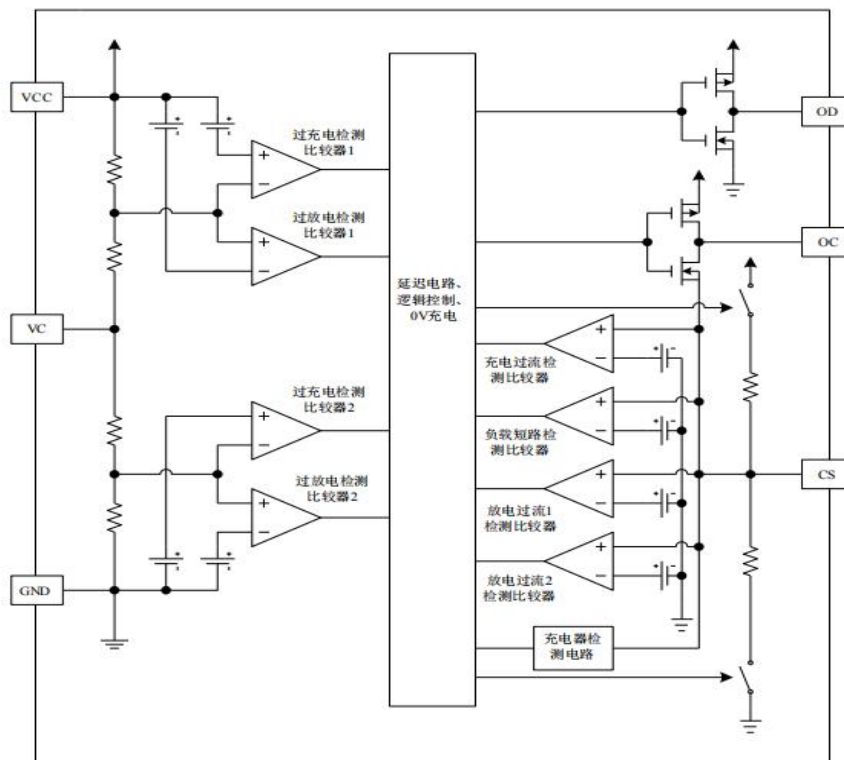 VCC
过充电检测
比较器1
OD
过放电检测
比较器1
OC
延迟电路、
逻辑控制、
0V充电
VC
充电过流检
测比较器
过充电检测
比较器2
负载短路检
测比较器
CS
过放电检测
比较器2
放电过流1
检测比较器
放电过流2
检测比较器
GND
充电器检
测电路